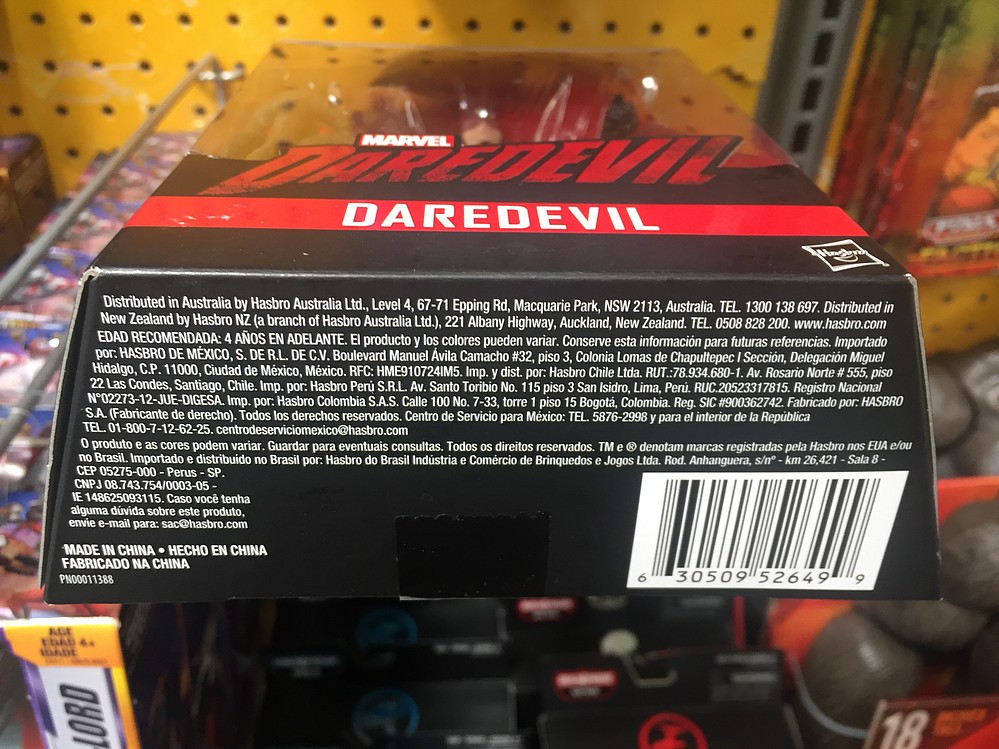 MARVEL
DAREDEVIL
DAREDEVIL
Hasbro
Distributed in Australia by Hasbro Australia Ltd., Level 4, 67-71 Epping Rd, Macquarie Park, NSW 2113, Australia. TEL. 1300 138 697. Distributed in
New Zealand by Hasbro NZ (a branch of Hasbro Australia Ltd.), 221 Albany Highway, Auckland, New Zealand. TEL. 0508 828 200. www.hasbro.com
EDAD RECOMENDADA: 4 AÑOS EN ADELANTE. El producto y los colores pueden variar. Conserve esta información para futuras referencias. Importado
por: HASBRO DE MÉXICO, S. DE R.L. DE C.V. Boulevard Manuel Ávila Camacho #32, piso 3, Colonia Lomas de Chapultepec I Sección, Delegación Miguel
Hidalgo, C.P. 11000, Ciudad de México, México. RFC: HME910724IM5. Imp. y dist. por: Hasbro Chile Ltda. RUT.:78.934.680-1. Av. Rosario Norte # 555, piso
22 Las Condes, Santiago, Chile. Imp. por: Hasbro Perú S.R.L. Av. Santo Toribio No. 115 piso 3 San Isidro, Lima, Perú. RUC.20523317815. Registro Nacional
N°02273-12-JUE-DIGESA. Imp. por: Hasbro Colombia S.A.S. Calle 100 No. 7-33, torre 1 piso 15 Bogotá, Colombia. Reg. SIC #900362742. Fabricado por: HASBRO
S.A. (Fabricante de derecho). Todos los derechos reservados. Centro de Servicio para México: TEL. 5876-2998 y para el interior de la República
TEL. 01-800-7-12-62-25. centrodeserviciomexico@hasbro.com
O produto e as cores podem variar. Guardar para eventuais consultas. Todos os direitos reservados. TM e ® denotam marcas registradas pela Hasbro nos EUA e/ou
no Brasil. Importado e distribuído no Brasil por: Hasbro do Brasil Indústria e Comércio de Brinquedos e Jogos Ltda. Rod. Anhanguera, s/nº - km 26,421 - Sala 8 -
CEP 05275-000 - Perus - SP.
CNPJ 08.743.754/0003-05 -
IE 148625093115. Caso você tenha
alguma dúvida sobre este produto,
envie e-mail para: sac@hasbro.com
MADE IN CHINA • HECHO EN CHINA
FABRICADO NA CHINA
PN00011388
6 30509 52649 9
AGE
EDAD 4+
IDADE
-LORD
18